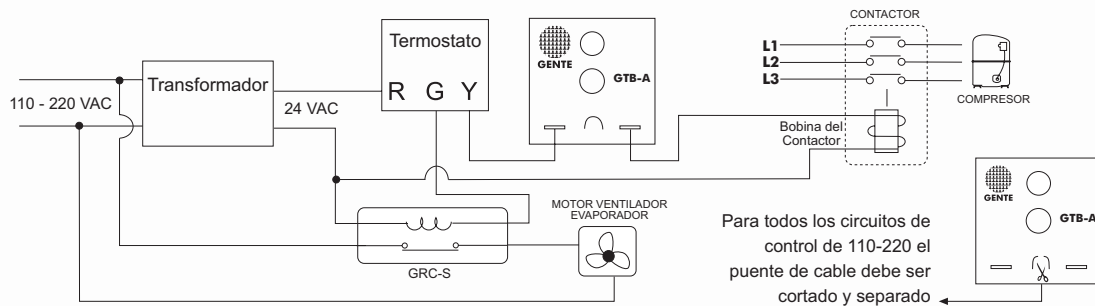 CONTACTOR
Termostato
R G Y
GENTE
GTB-A
L1
L2
L3
COMPRESOR
Transformador
110 - 220 VAC
24 VAC
Bobina del
Contactor
GENTE
GTB-A
MOTOR VENTILADOR
EVAPORADOR
GRC-S
Para todos los circuitos de
control de 110-220 el
puente de cable debe ser
cortado y separado